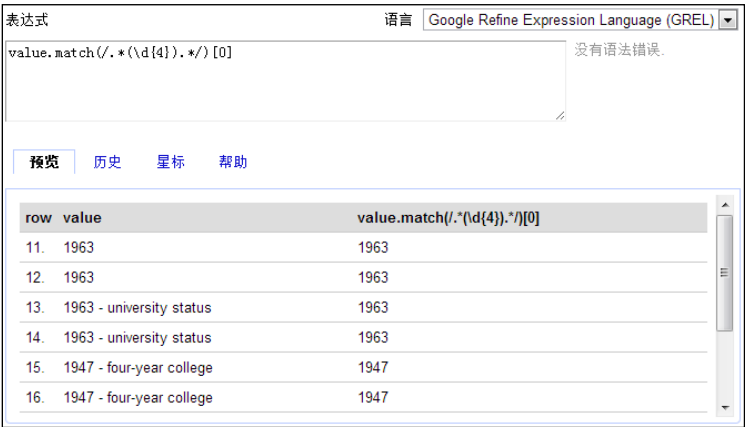 表达式 语言 Google Refine Expression Language (GREL)
value.match(/.*(\d{4}).*/)[0] 没有语法错误.
预览 历史 星标 帮助
row value value.match(/.*(\d{4}).*/)[0]
11. 1963 1963
12. 1963 1963
13. 1963 - university status 1963
14. 1963 - university status 1963
15. 1947 - four-year college 1947
16. 1947 - four-year college 1947